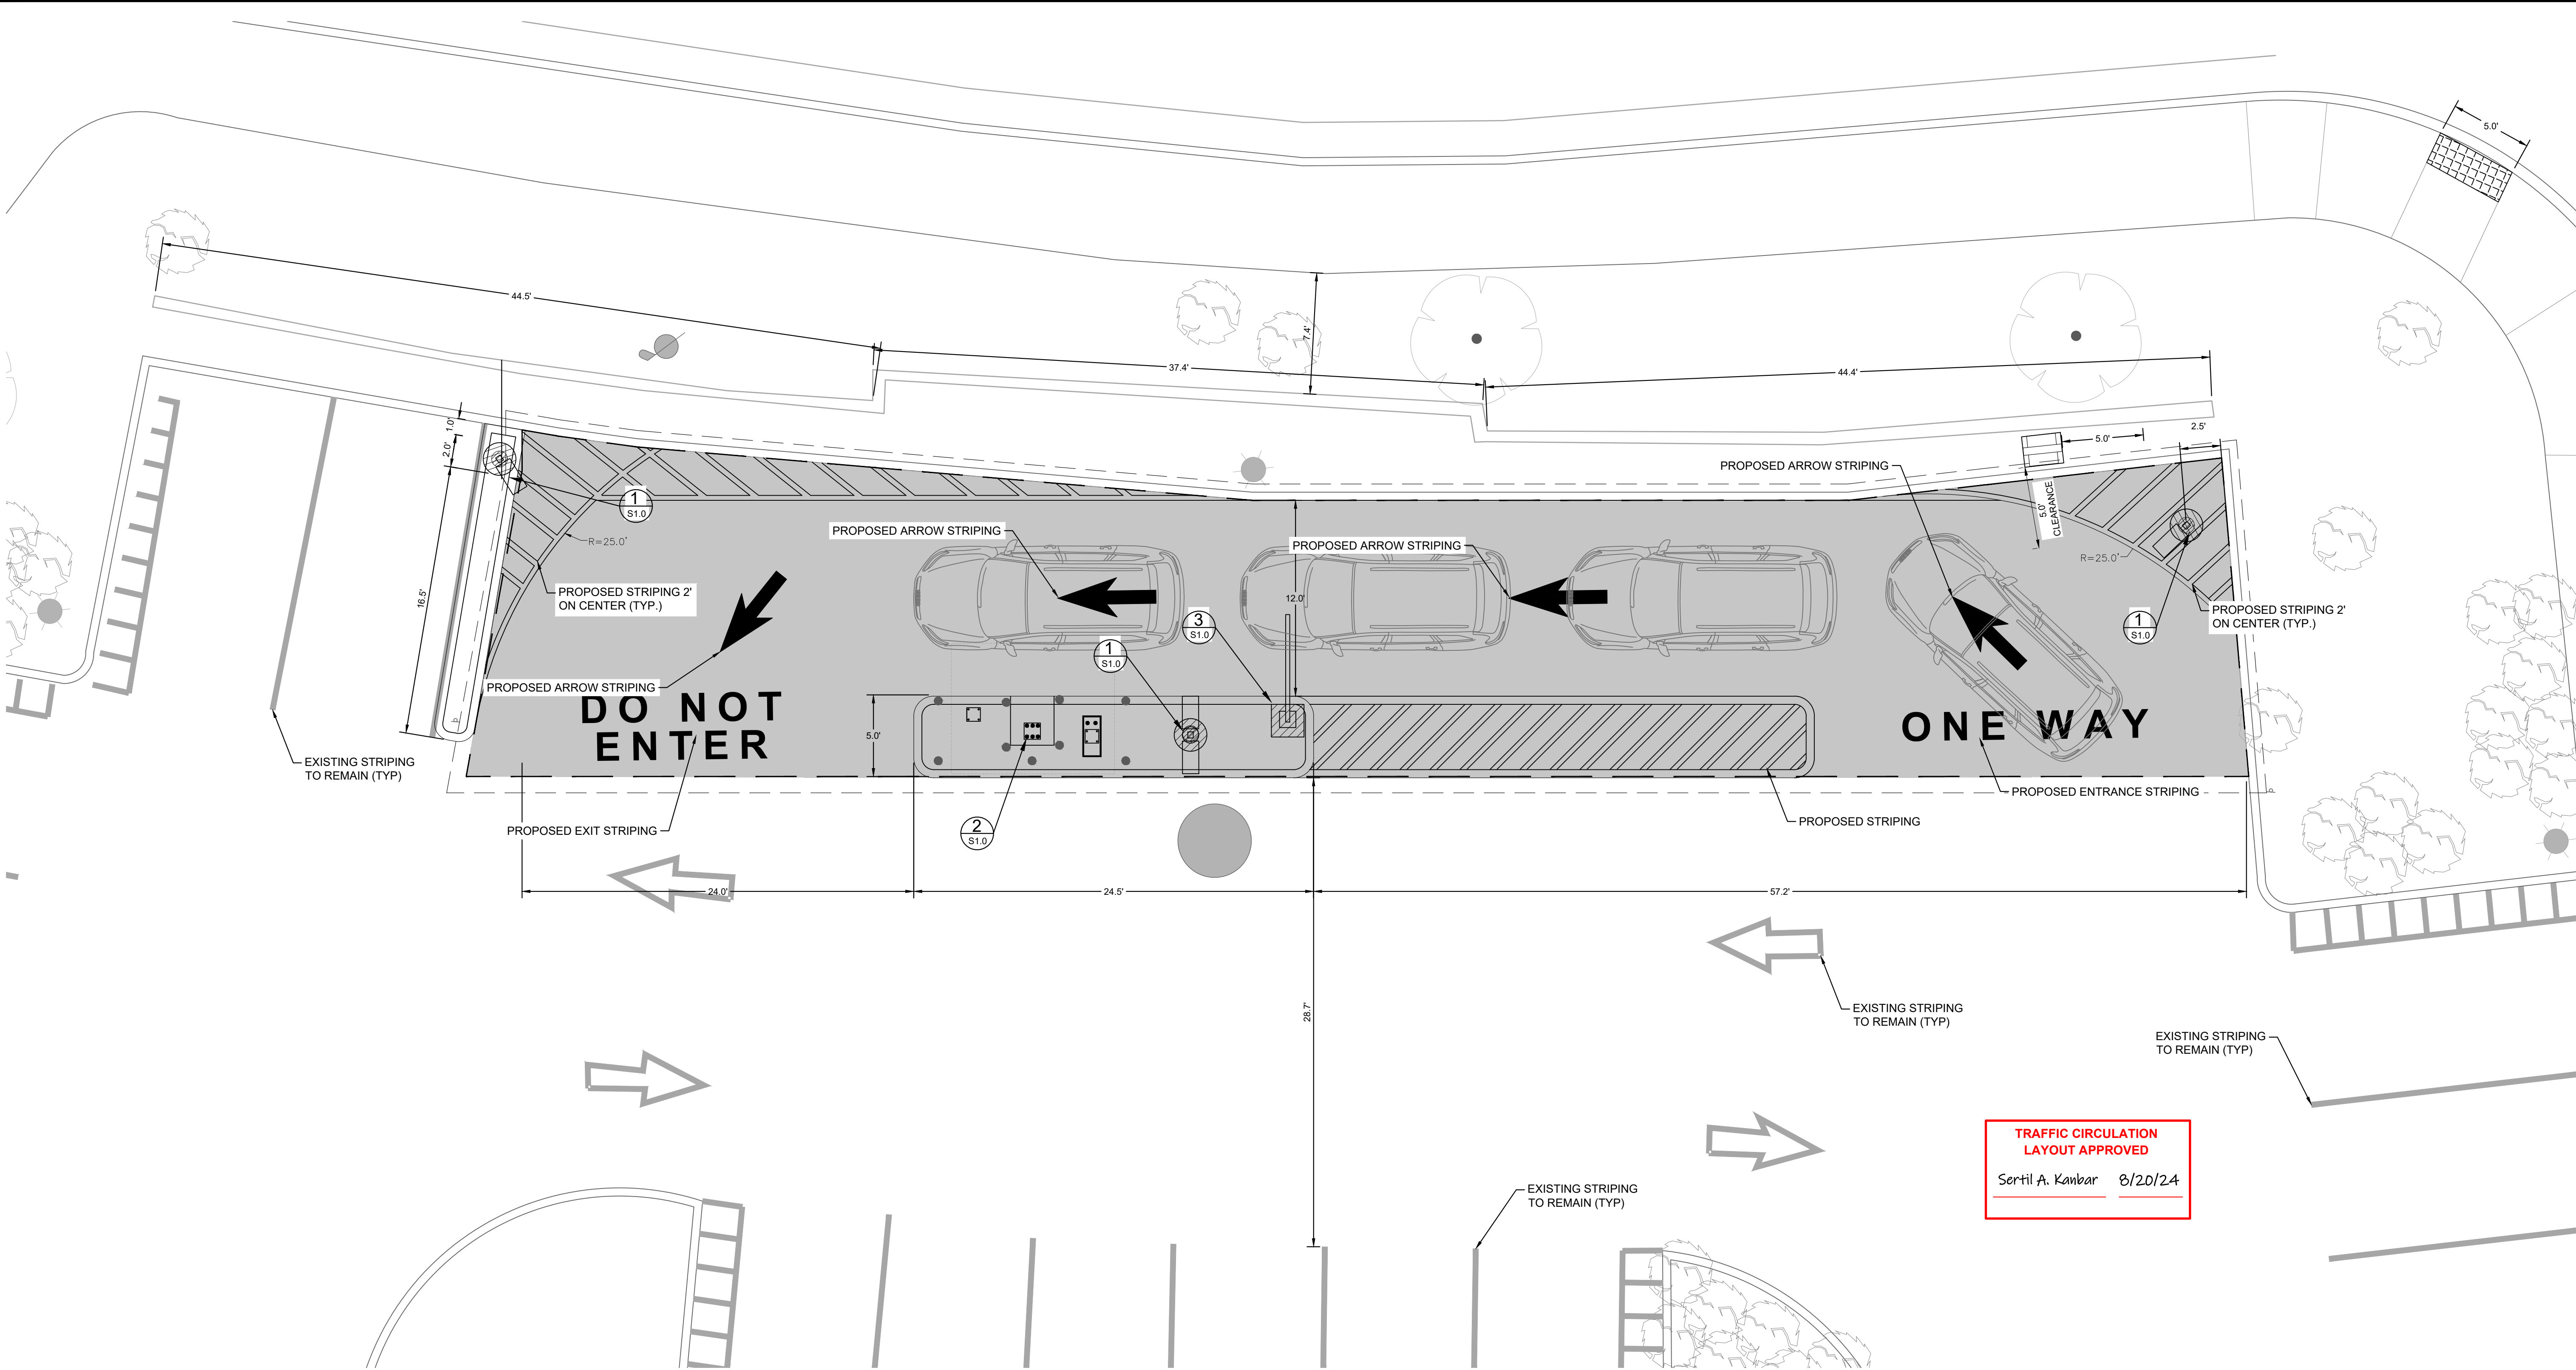 5.0'
44.5'
7.4'
37.4'
44.4'
1.0'
2.0'
2.5'
5.0'
PROPOSED ARROW STRIPING
5.0'
CLEARANCE
1
S1.0
PROPOSED ARROW STRIPING
PROPOSED ARROW STRIPING
R=25.0'
R=25.0'
PROPOSED STRIPING 2'
ON CENTER (TYP.)
16.5'
12.0'
PROPOSED STRIPING 2'
ON CENTER (TYP.)
3
S1.0
1
S1.0
1
S1.0
PROPOSED ARROW STRIPING
DO NOT
ENTER
5.0'
ONE WAY
EXISTING STRIPING
TO REMAIN (TYP)
PROPOSED ENTRANCE STRIPING
PROPOSED EXIT STRIPING
2
S1.0
PROPOSED STRIPING
24.0'
24.5'
57.2'
28.7'
EXISTING STRIPING
TO REMAIN (TYP)
EXISTING STRIPING
TO REMAIN (TYP)
TRAFFIC CIRCULATION
LAYOUT APPROVED
Sertil A. Kanbar 8/20/24
EXISTING STRIPING
TO REMAIN (TYP)